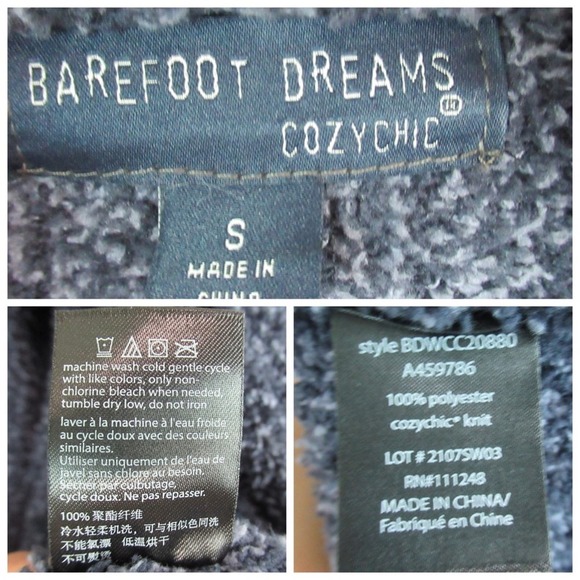 BAREFOOT DREAMS®
COZYCHIC
S
MADE IN
CHINA
machine wash cold gentle cycle
with like colors, only non-
chlorine bleach when needed,
tumble dry low, do not iron
laver à la machine à l'eau froide
au cycle doux avec des couleurs
similaires.
Utiliser uniquement de l'eau de
javel sans chlore au besoin.
Sécher par culbutage,
cycle doux. Ne pas repasser.
100% 聚酯纤维
冷水轻柔机洗，可与相似色同洗
不能氯漂 低温烘干
不可熨烫
style BDWCC20880
A459786
100% polyester
cozychic® knit
LOT # 2107SW03
RN#111248
MADE IN CHINA/
Fabriqué en Chine